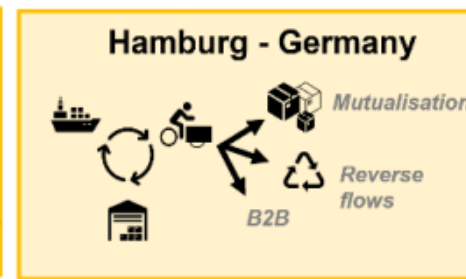 Hamburg - Germany
Mutualisation
Reverse
flows
B2B